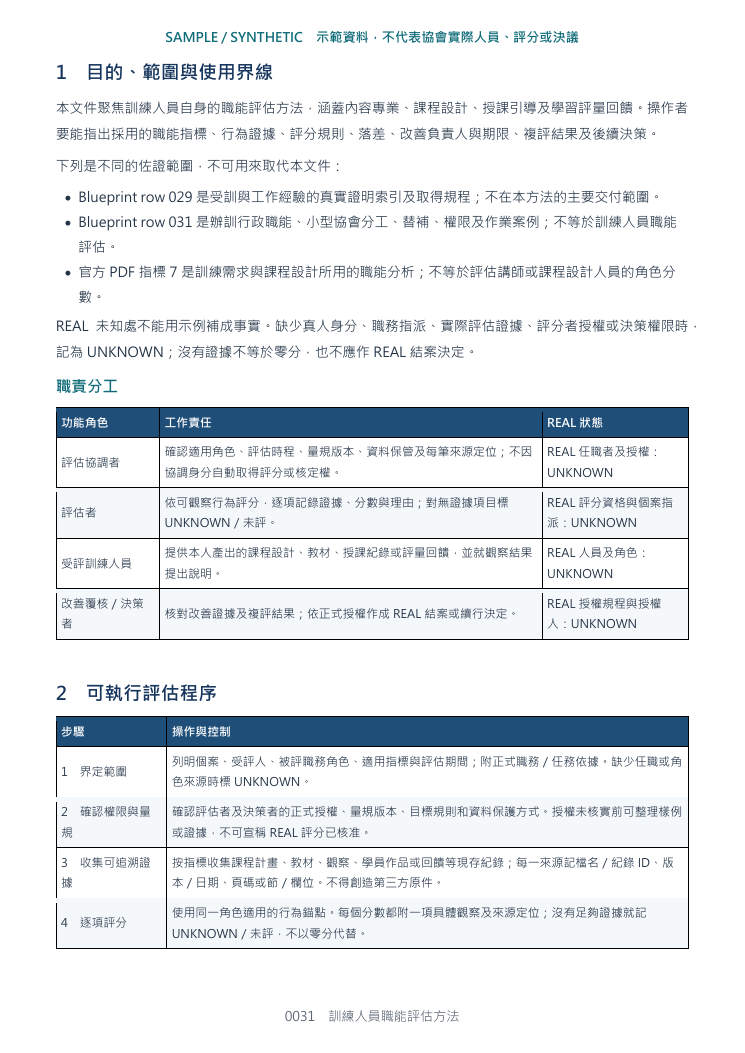 SAMPLE / SYNTHETIC　示範資料，不代表協會實際人員、評分或決議
1　目的、範圍與使用界線
本文件聚焦訓練人員自身的職能評估方法，涵蓋內容專業、課程設計、授課引導及學習評量回饋。操作者
要能指出採用的職能指標、行為證據、評分規則、落差、改善負責人與期限、複評結果及後續決策。
下列是不同的佐證範圍，不可用來取代本文件：
• Blueprint row 029 是受訓與工作經驗的真實證明索引及取得規程；不在本方法的主要交付範圍。
• Blueprint row 031 是辦訓行政職能、小型協會分工、替補、權限及作業案例；不等於訓練人員職能
評估。
• 官方 PDF 指標 7 是訓練需求與課程設計所用的職能分析；不等於評估講師或課程設計人員的角色分
數。
REAL 未知處不能用示例補成事實。缺少真人身分、職務指派、實際評估證據、評分者授權或決策權限時，
記為 UNKNOWN；沒有證據不等於零分，也不應作 REAL 結案決定。
職責分工
功能角色　工作責任　REAL 狀態
評估協調者　確認適用角色、評估時程、量規版本、資料保管及每筆來源定位；不因　REAL 任職者及授權：
協調身分自動取得評分或核定權。　UNKNOWN
評估者　依可觀察行為評分，逐項記錄證據、分數與理由；對無證據項目標　REAL 評分資格與個案指
UNKNOWN / 未評。　派：UNKNOWN
受評訓練人員　提供本人產出的課程設計、教材、授課紀錄或評量回饋，並就觀察結果　REAL 人員及角色：
提出說明。　UNKNOWN
改善覆核 / 決策　核對改善證據及複評結果；依正式授權作成 REAL 結案或續行決定。　REAL 授權規程與授權
者　人：UNKNOWN
2　可執行評估程序
步驟　操作與控制
1　界定範圍　列明個案、受評人、被評職務角色、適用指標與評估期間；附正式職務 / 任務依據。缺少任職或角
色來源時標 UNKNOWN。
2　確認權限與量　確認評估者及決策者的正式授權、量規版本、目標規則和資料保護方式。授權未核實前可整理樣例
規　或證據，不可宣稱 REAL 評分已核准。
3　收集可追溯證　按指標收集課程計畫、教材、觀察、學員作品或回饋等現存紀錄；每一來源記檔名 / 紀錄 ID、版
據　本 / 日期、頁碼或節 / 欄位。不得創造第三方原件。
4　逐項評分　使用同一角色適用的行為錨點。每個分數都附一項具體觀察及來源定位；沒有足夠證據就記
UNKNOWN / 未評，不以零分代替。
0031　訓練人員職能評估方法